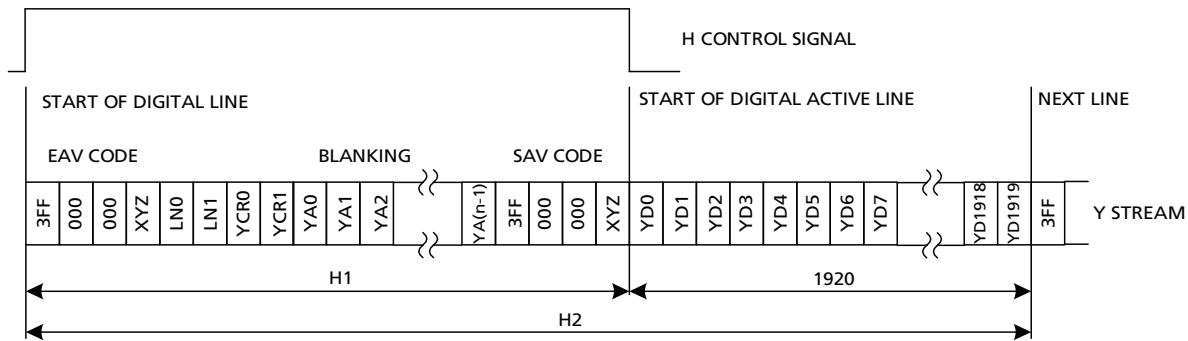 H CONTROL SIGNAL
START OF DIGITAL LINE
START OF DIGITAL ACTIVE LINE
NEXT LINE
EAV CODE
BLANKING
SAV CODE
3FF 000 000 XYZ LN0 LN1 YCR0 YCR1 YA0 YA1 YA2 YA(n-1) 3FF 000 000 XYZ YD0 YD1 YD2 YD3 YD4 YD5 YD6 YD7 YD1918 YD1919 3FF
Y STREAM
H1
1920
H2